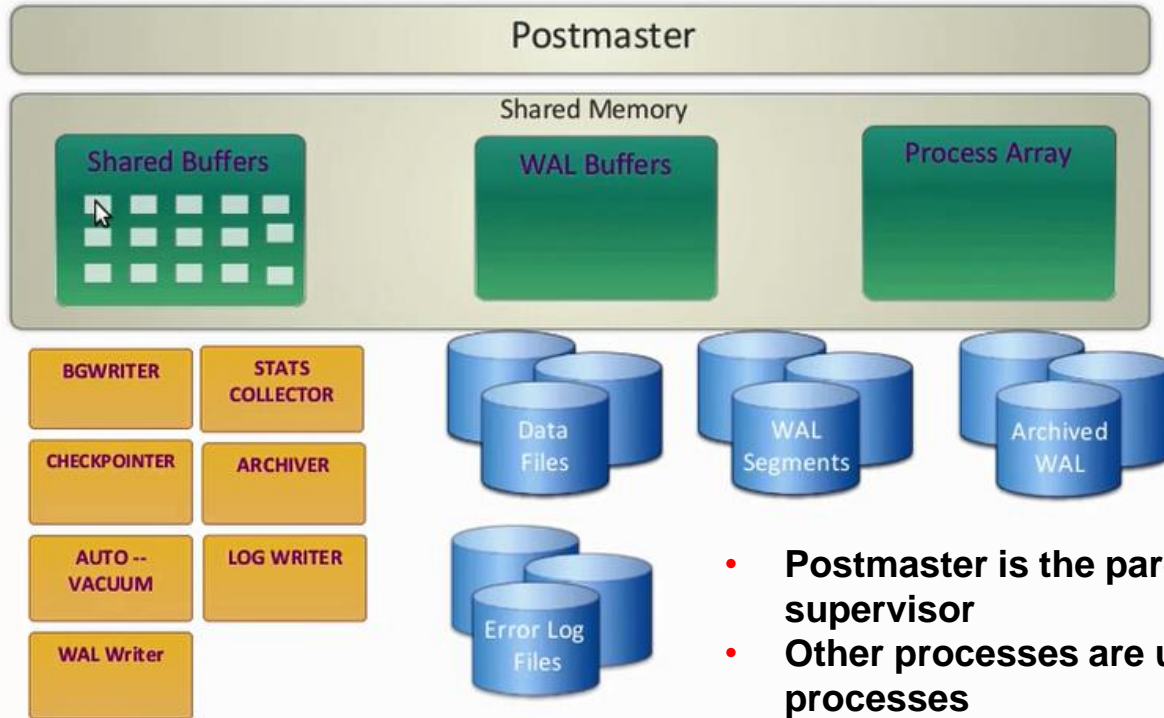 Postmaster
Shared Memory
Shared Buffers
WAL Buffers
Process Array
BGWRITER
STATS
COLLECTOR
CHECKPOINTER
ARCHIVER
AUTO --
VACUUM
LOG WRITER
WAL Writer
Data
Files
WAL
Segments
Archived
WAL
Error Log
Files
• Postmaster is the
supervisor
• Other processes are
processes